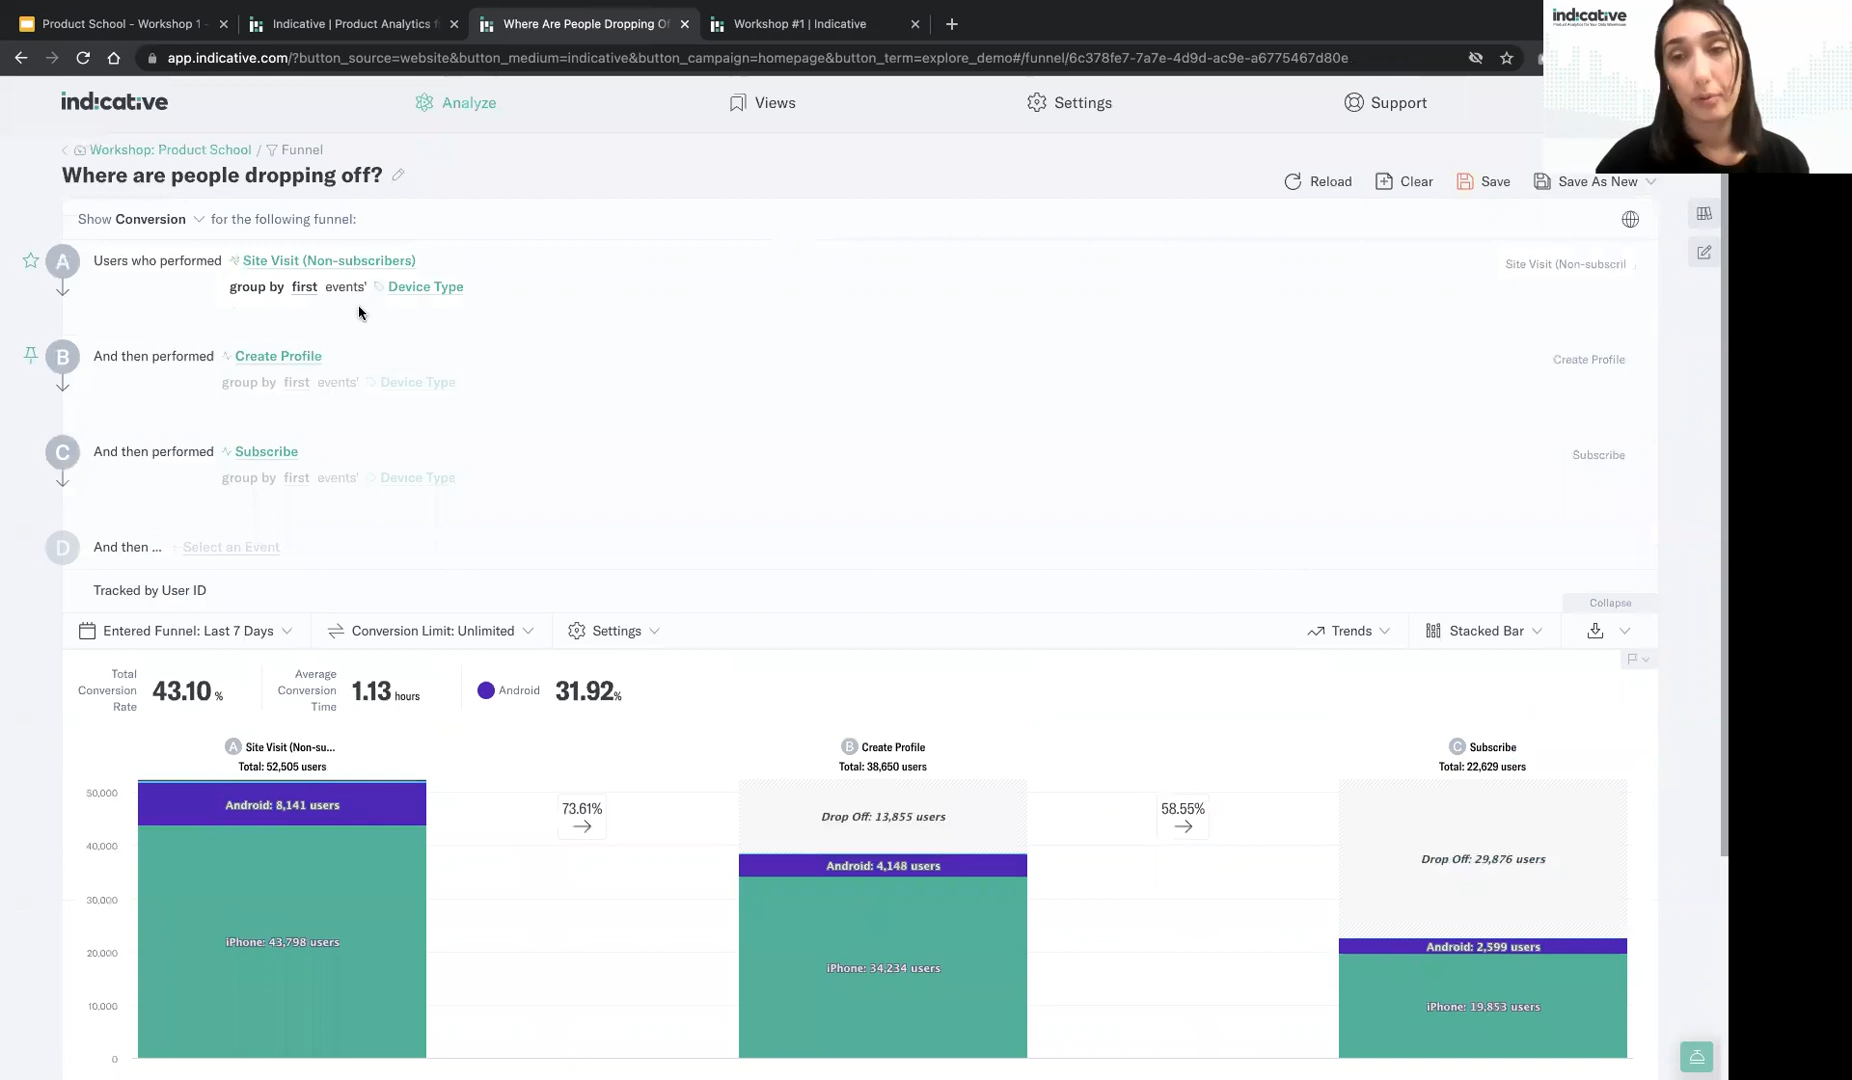 Product School - Workshop 1 -
Indicative | Product Analytics f
Where Are People Dropping Of
Workshop #1 | Indicative
app.indicative.com/?button_source=website&button_medium=indicative&button_campaign=homepage&button_term=explore_demo#/funnel/6c378fe7-7a7e-4d9d-ac9e-a6775467d80e
indicative
indicative
Analyze
Views
Settings
Support
Workshop: Product School / Funnel
Where are people dropping off?
Reload
Clear
Save
Save As New
Show Conversion for the following funnel:
A Users who performed Site Visit (Non-subscribers)
Site Visit (Non-subscril
group by first events' Device Type
B And then performed Create Profile
Create Profile
group by first events' Device Type
C And then performed Subscribe
Subscribe
group by first events' Device Type
D And then ... Select an Event
Tracked by User ID
Collapse
Entered Funnel: Last 7 Days
Conversion Limit: Unlimited
Settings
Trends
Stacked Bar
Total Conversion Rate 43.10 %
Average Conversion Time 1.13 hours
Android 31.92%
A Site Visit (Non-su...
Total: 52,505 users
B Create Profile
Total: 38,650 users
C Subscribe
Total: 22,629 users
50,000
40,000
30,000
20,000
10,000
0
Android: 8,141 users
iPhone: 43,798 users
73.61%
Drop Off: 13,855 users
Android: 4,148 users
iPhone: 34,234 users
58.55%
Drop Off: 29,876 users
Android: 2,599 users
iPhone: 19,853 users